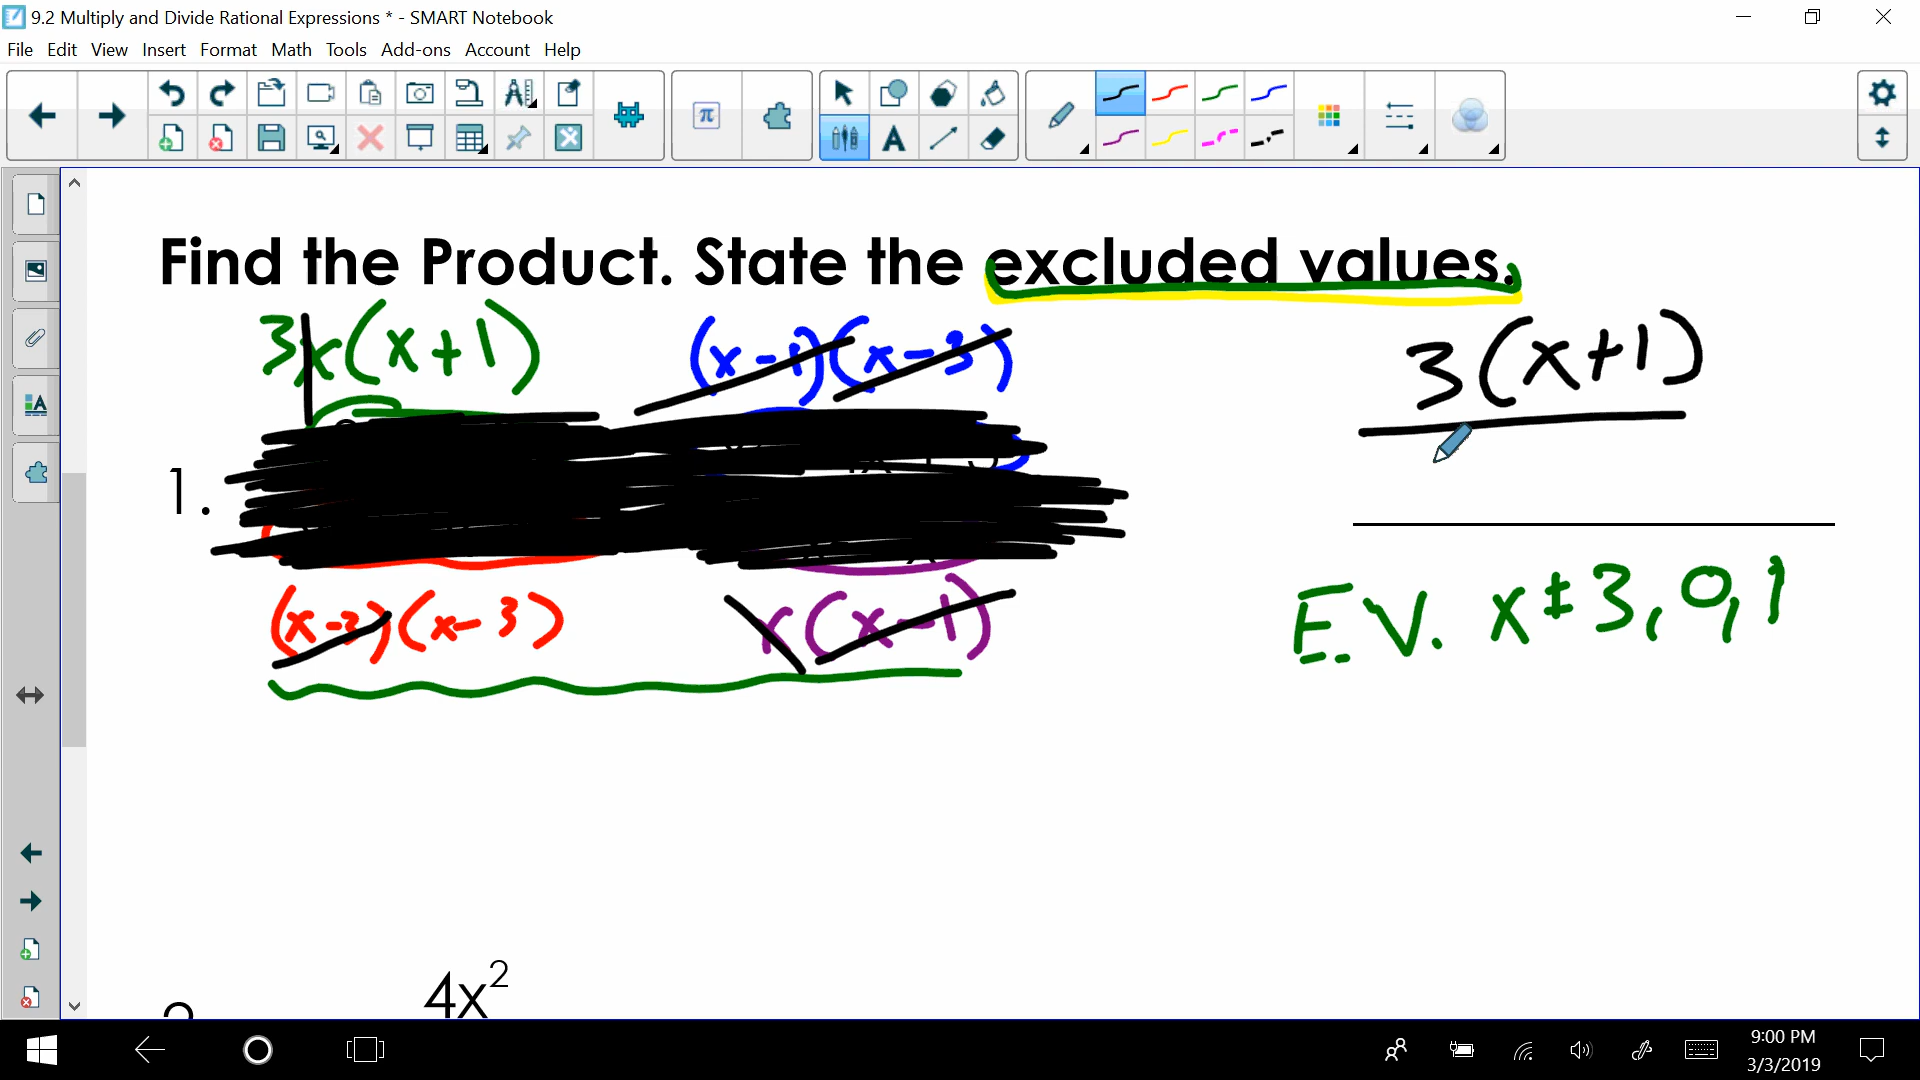 9.2 Multiply and Divide Rational Expressions * - SMART Notebook
File Edit View Insert Format Math Tools Add-ons Account Help
π
A
A
Find the Product. State the excluded values.
3x(x+1) (x-1)(x-3)
3(x+1)
1.
(x-3)(x-3) x(x-1)
E.V. x≠3,0,1
4x²
9:00 PM
3/3/2019